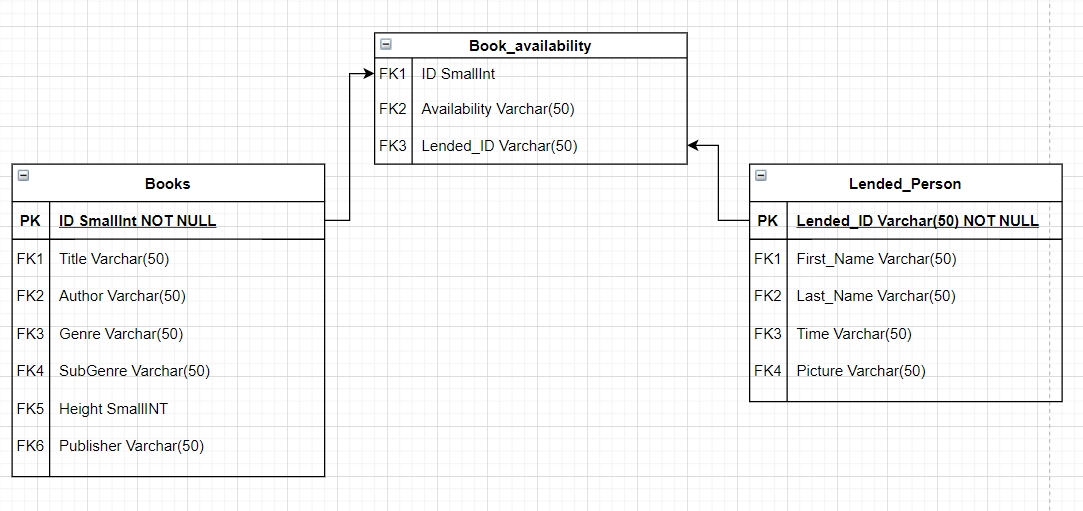 Book_availability
FK1 ID SmallInt
FK2 Availability Varchar(50)
FK3 Lended_ID Varchar(50)
Books
PK ID SmallInt NOT NULL
FK1 Title Varchar(50)
FK2 Author Varchar(50)
FK3 Genre Varchar(50)
FK4 SubGenre Varchar(50)
FK5 Height SmallINT
FK6 Publisher Varchar(50)
Lended_Person
PK Lended_ID Varchar(50) NOT NULL
FK1 First_Name Varchar(50)
FK2 Last_Name Varchar(50)
FK3 Time Varchar(50)
FK4 Picture Varchar(50)